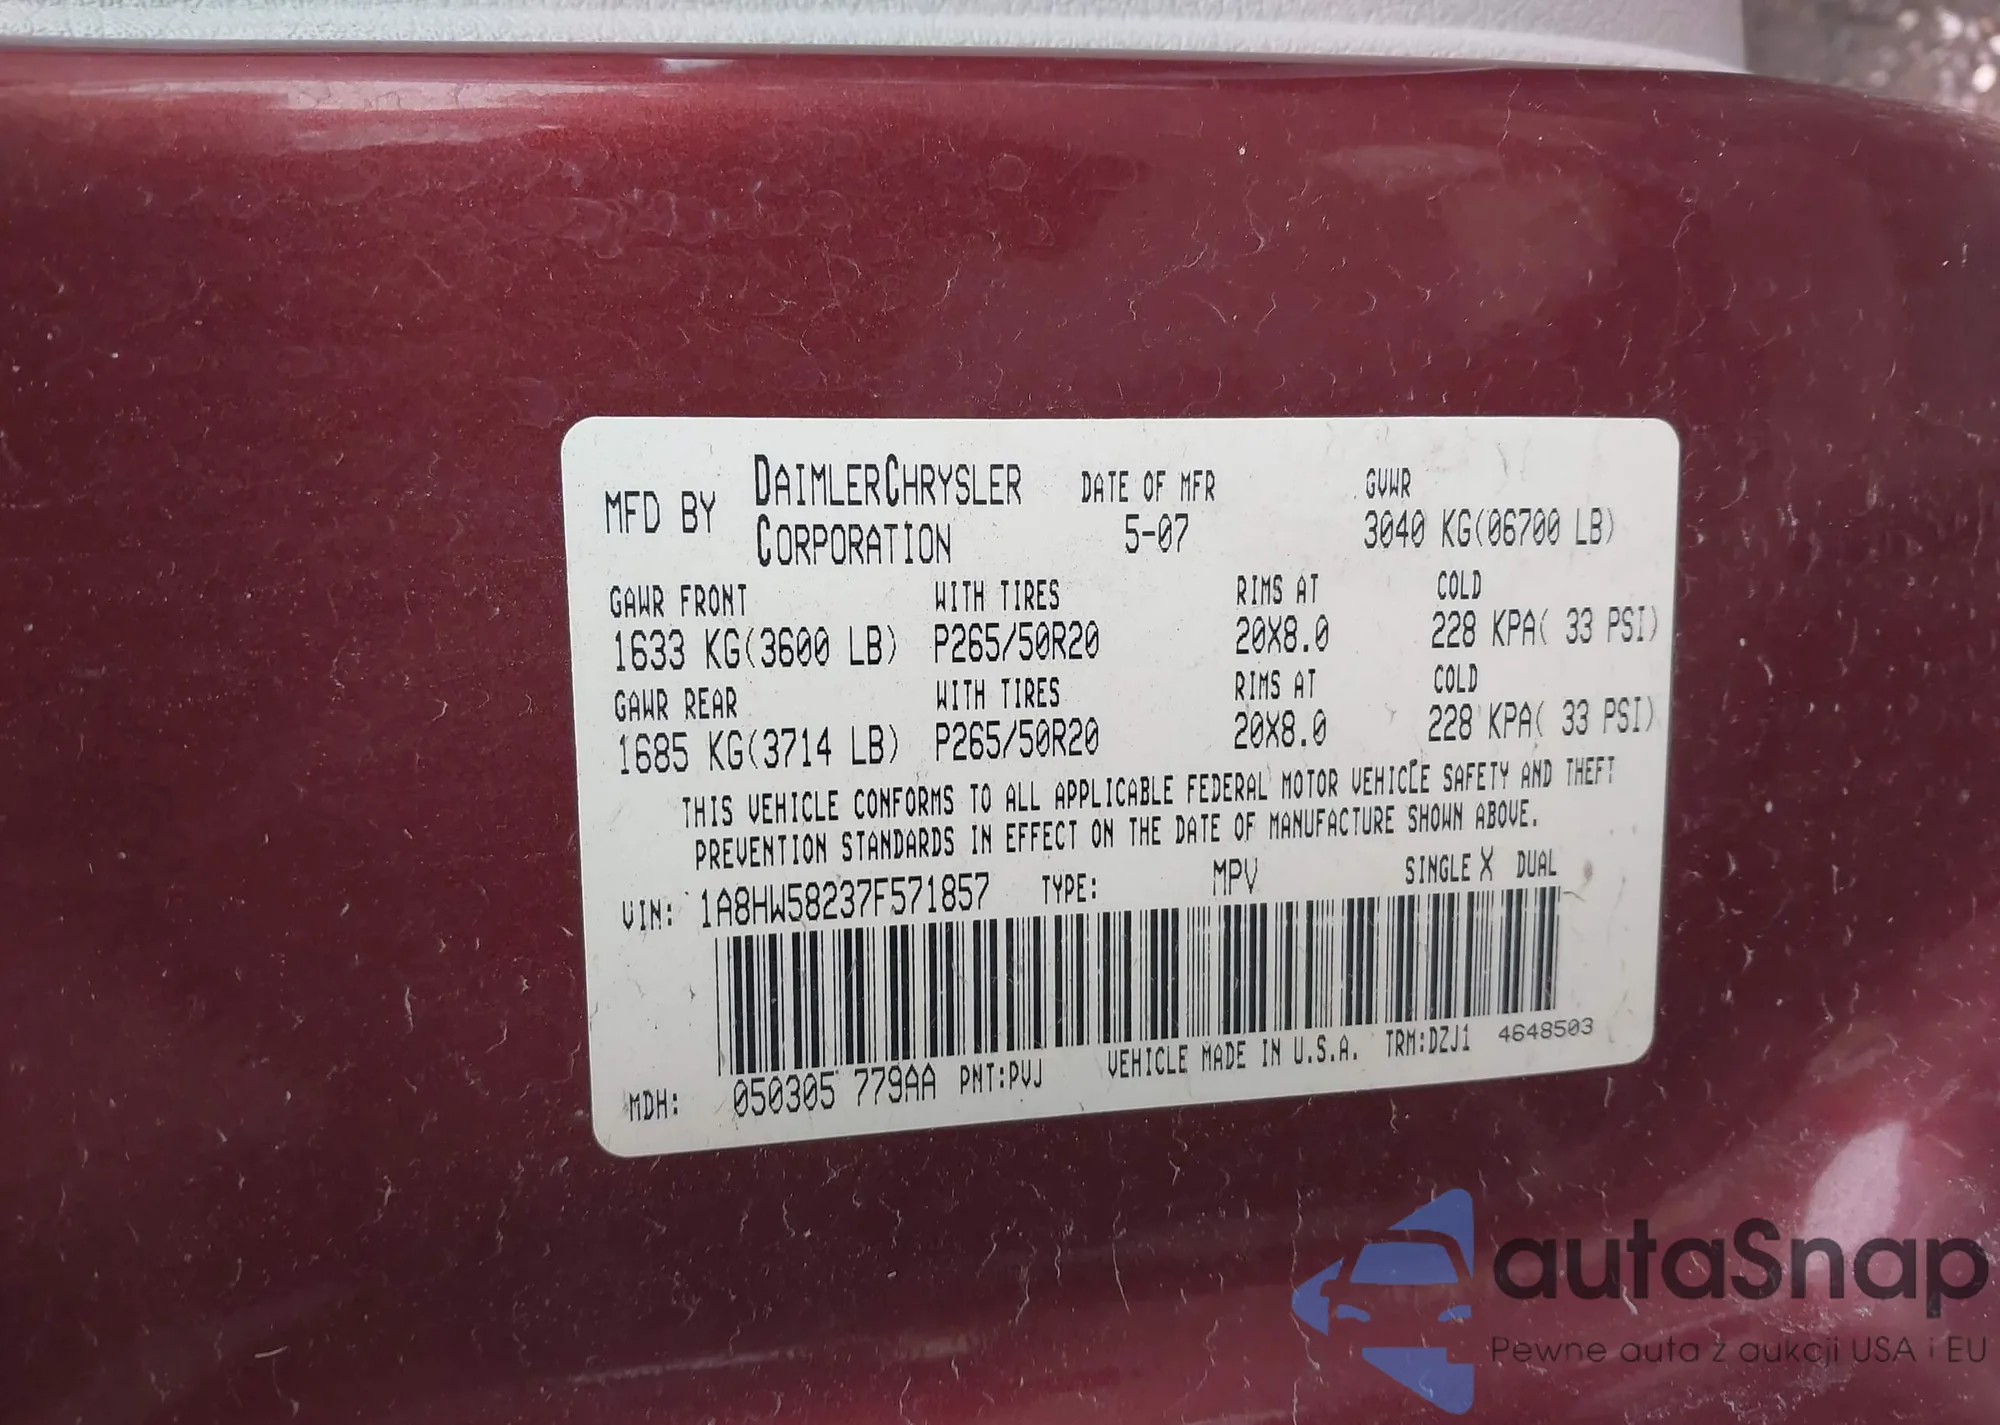 MFD BY DAIMLERCHRYSLER CORPORATION DATE OF MFR 5-07 GVWR 3040 KG(06700 LB)
GAWR FRONT WITH TIRES RIMS AT COLD
1633 KG(3600 LB) P265/50R20 20X8.0 228 KPA( 33 PSI)
GAWR REAR WITH TIRES RIMS AT COLD
1685 KG(3714 LB) P265/50R20 20X8.0 228 KPA( 33 PSI)
THIS VEHICLE CONFORMS TO ALL APPLICABLE FEDERAL MOTOR VEHICLE SAFETY AND THEFT
PREVENTION STANDARDS IN EFFECT ON THE DATE OF MANUFACTURE SHOWN ABOVE.
VIN: 1A8HW58237F571857 TYPE: MPV SINGLE X DUAL
MDH: 050305 779AA PNT:PVJ VEHICLE MADE IN U.S.A. TRM:DZJ1 4648503
autaSnap
Pewne auta z aukcji USA i EU